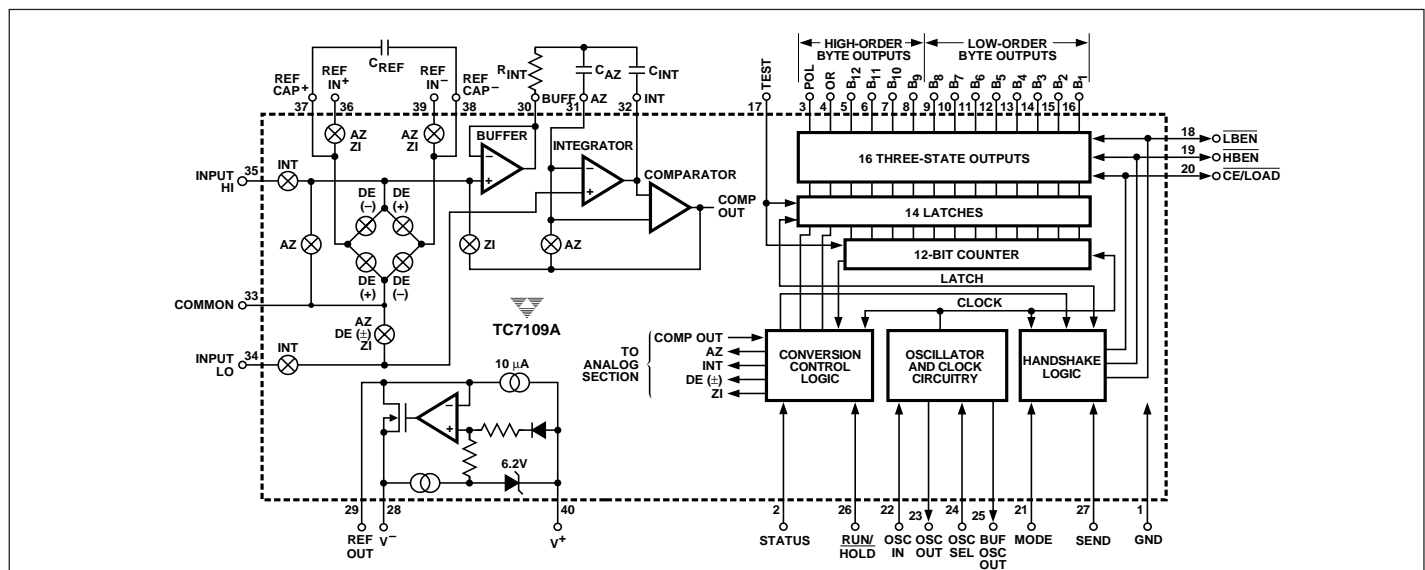 HIGH-ORDER BYTE OUTPUTS
LOW-ORDER BYTE OUTPUTS
CREF
REF CAP+
REF IN+
REF IN–
REF CAP–
RINT
CAZ
CINT
BUFF
AZ
INT
TEST
POL
OR
B12
B11
B10
B9
B8
B7
B6
B5
B4
B3
B2
B1
37
36
39
38
30
31
32
17
3
4
5
6
7
8
9
10
11
12
13
14
15
16
AZ
ZI
AZ
ZI
BUFFER
–
+
INTEGRATOR
–
+
COMPARATOR
COMP OUT
16 THREE-STATE OUTPUTS
18
LBEN
19
HBEN
20
CE/LOAD
INPUT HI
35
INT
DE (–)
DE (+)
AZ
ZI
AZ
DE (+)
DE (–)
14 LATCHES
12-BIT COUNTER
LATCH
CLOCK
COMMON
33
AZ
DE (±)
ZI
TC7109A
INPUT LO
34
INT
TO ANALOG SECTION
COMP OUT
AZ
INT
DE (±)
ZI
CONVERSION CONTROL LOGIC
OSCILLATOR AND CLOCK CIRCUITRY
HANDSHAKE LOGIC
10 µA
–
+
6.2V
29
28
40
2
26
22
23
24
25
21
27
1
REF OUT
V–
V+
STATUS
RUN/
HOLD
OSC IN
OSC OUT
OSC SEL
BUF OSC OUT
MODE
SEND
GND